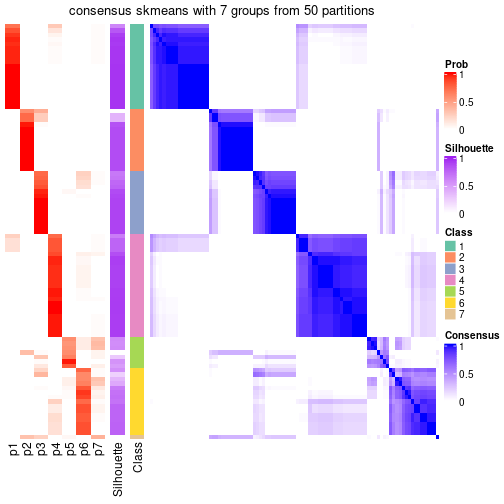 consensus skmeans with 7 groups from 50 partitions
Prob
1
0.5
0
Silhouette
1
0.5
0
Class
1
2
3
4
5
6
7
Consensus
1
0.5
0
p1
p2
p3
p4
p5
p6
p7
Silhouette
Class